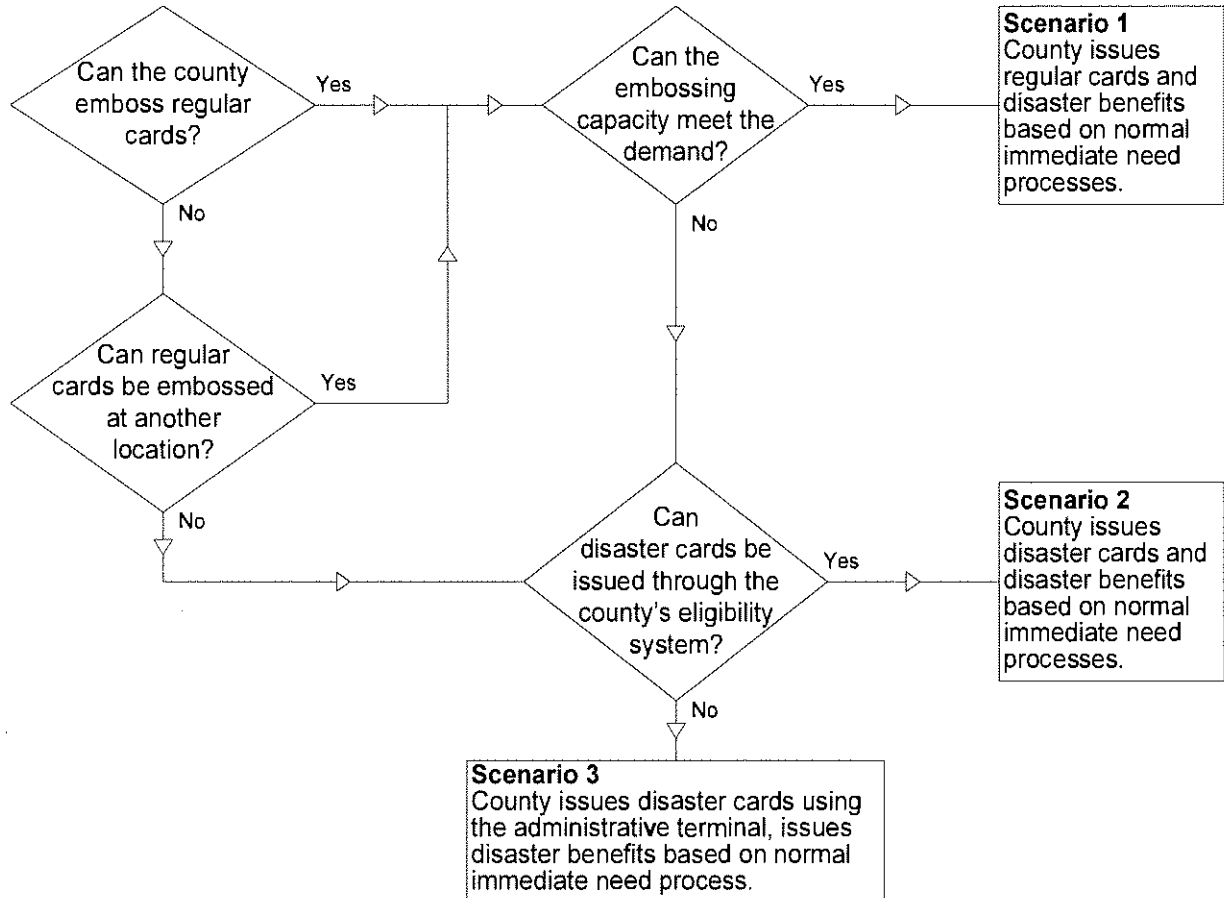 Can the county
emboss regular
cards?
Yes
No
Can the
embossing
capacity meet the
demand?
Yes
No
Scenario 1
County issues
regular cards and
disaster benefits
based on normal
immediate need
processes.
Can regular
cards be embossed
at another
location?
Yes
No
Can
disaster cards be
issued through the
county's eligibility
system?
Yes
No
Scenario 2
County issues
disaster cards and
disaster benefits
based on normal
immediate need
processes.
Scenario 3
County issues disaster cards using
the administrative terminal, issues
disaster benefits based on normal
immediate need process.